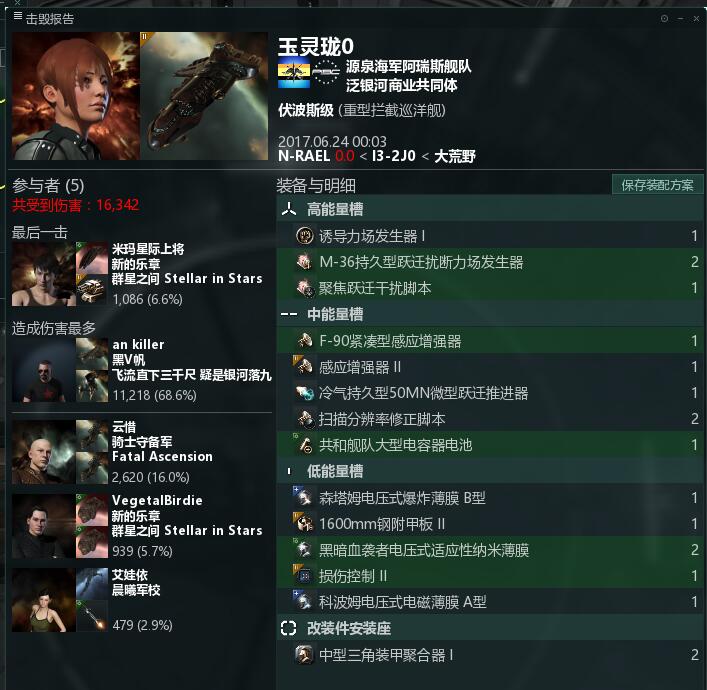 击毁报告
玉灵珑0
源泉海军阿瑞斯舰队
泛银河商业共同体
伏波斯级 (重型拦截巡洋舰)
2017.06.24 00:03
N-RAEL 0.0 < I3-2J0 < 大荒野
参与者 (5)
共受到伤害：16,342
最后一击
米玛星际上将
新的乐章
群星之间 Stellar in Stars
1,086 (6.6%)
造成伤害最多
an killer
黑V帆
飞流直下三千尺 疑是银河落九
11,218 (68.6%)
云惜
骑士守备军
Fatal Ascension
2,620 (16.0%)
VegetalBirdie
新的乐章
群星之间 Stellar in Stars
939 (5.7%)
艾娃依
晨曦军校
479 (2.9%)
装备与明细
保存装配方案
高能量槽
诱导力场发生器 I 1
M-36持久型跃迁扰断力场发生器 2
聚焦跃迁干扰脚本 1
中能量槽
F-90紧凑型感应增强器 1
感应增强器 II 1
冷气持久型50MN微型跃迁推进器 1
扫描分辨率修正脚本 2
共和舰队大型电容器电池 1
低能量槽
森塔姆电压式爆炸薄膜 B型 1
1600mm钢附甲板 II 1
黑暗血袭者电压式适应性纳米薄膜 2
损伤控制 II 1
科波姆电压式电磁薄膜 A型 1
改装件安装座
中型三角装甲聚合器 I 2